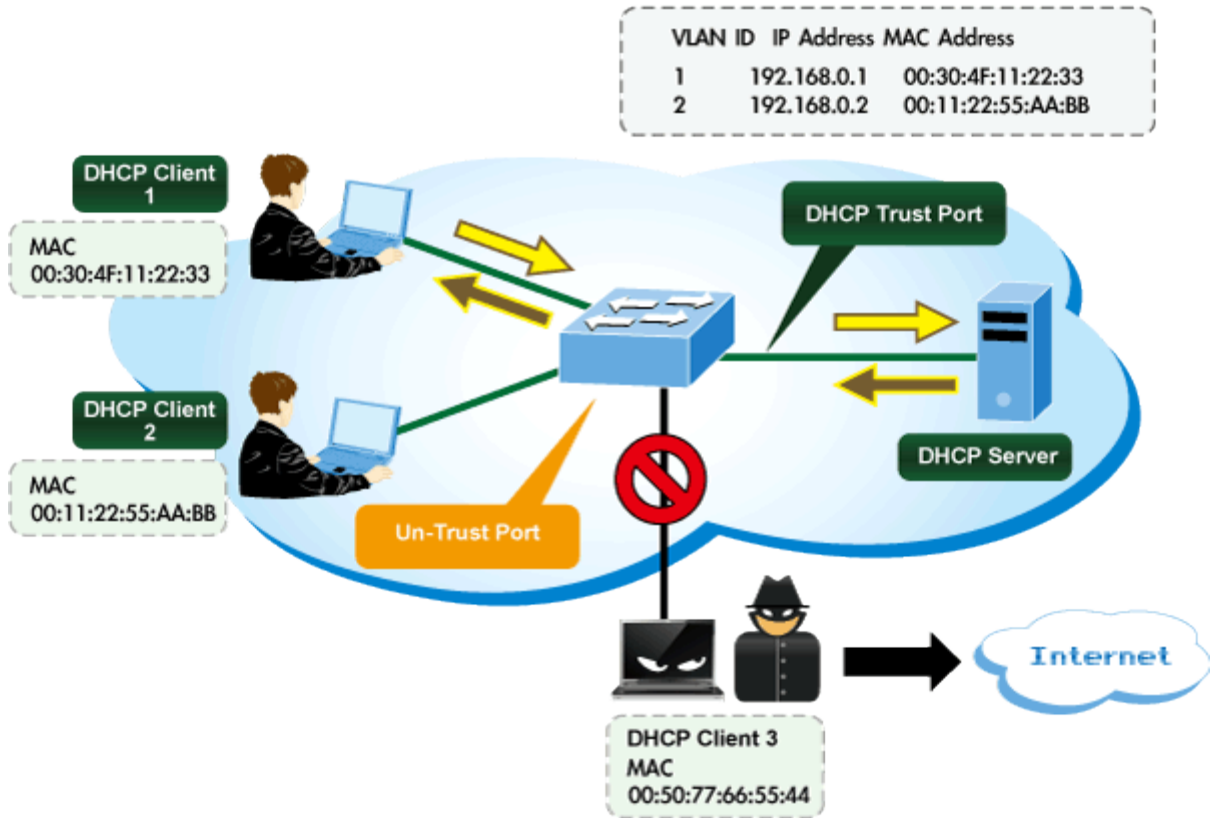 VLAN ID IP Address MAC Address
1 192.168.0.1 00:30:4F:11:22:33
2 192.168.0.2 00:11:22:55:AA:BB
DHCP Client
1
MAC
00:30:4F:11:22:33
DHCP Trust Port
DHCP Client
2
MAC
00:11:22:55:AA:BB
DHCP Server
Un-Trust Port
Internet
DHCP Client 3
MAC
00:50:77:66:55:44